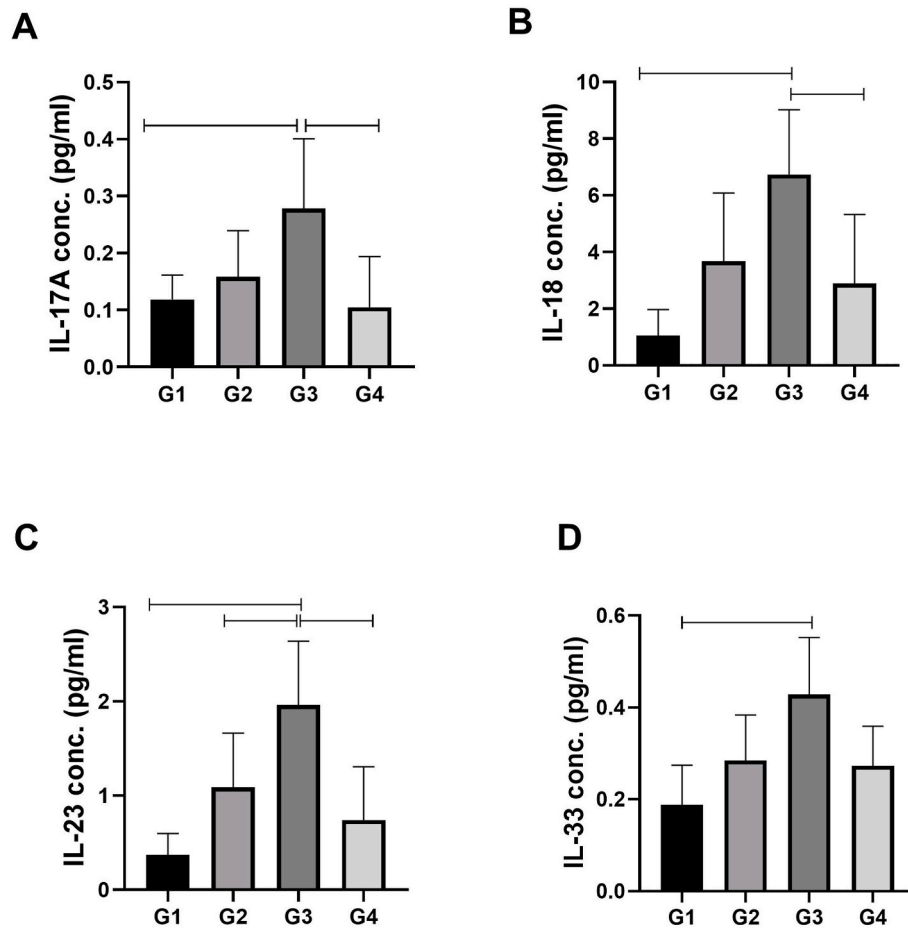 A
IL-17A conc. (pg/ml)
0.5
0.4
0.3
0.2
0.1
0.0
G1 G2 G3 G4
B
IL-18 conc. (pg/ml)
10
8
6
4
2
0
G1 G2 G3 G4
C
IL-23 conc. (pg/ml)
3
2
1
0
G1 G2 G3 G4
D
IL-33 conc. (pg/ml)
0.6
0.4
0.2
0.0
G1 G2 G3 G4